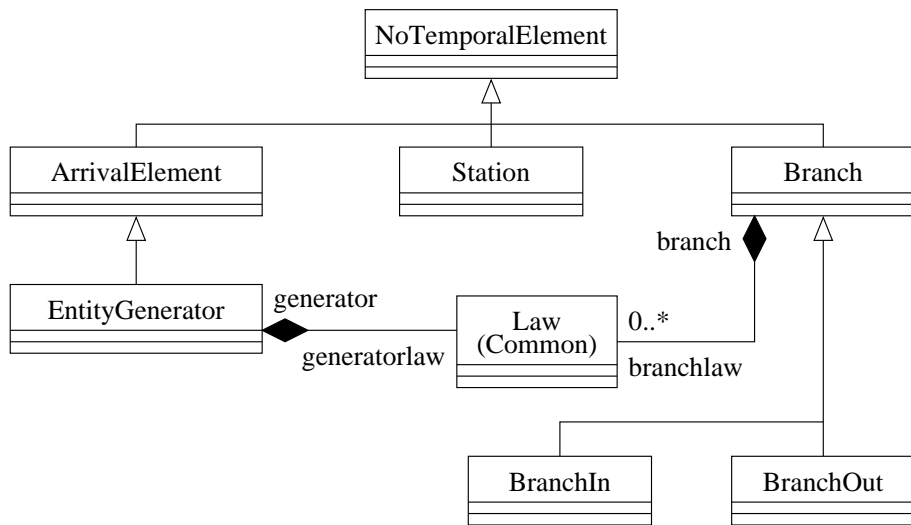 NoTemporalElement
ArrivalElement
Station
Branch
branch
EntityGenerator
generator
generatorlaw
Law
(Common)
0..*
branchlaw
BranchIn
BranchOut